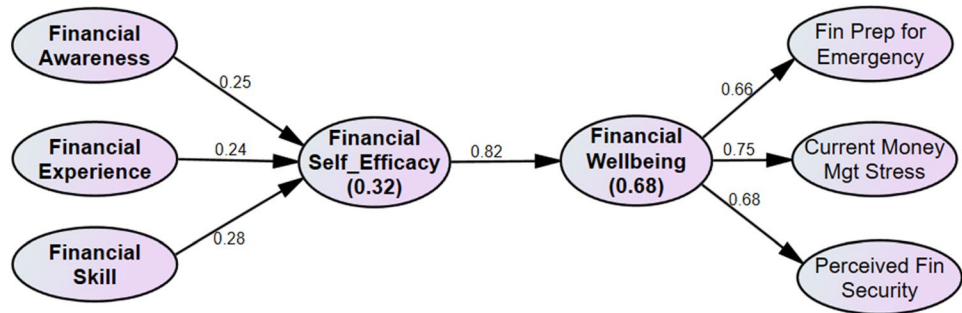 Financial
Awareness
Fin Prep for
Emergency
0.25
0.66
Financial
Experience
0.24
Financial
Self_Efficacy
(0.32)
0.82
Financial
Wellbeing
(0.68)
0.75
Current Money
Mgt Stress
0.28
0.68
Financial
Skill
Perceived Fin
Security